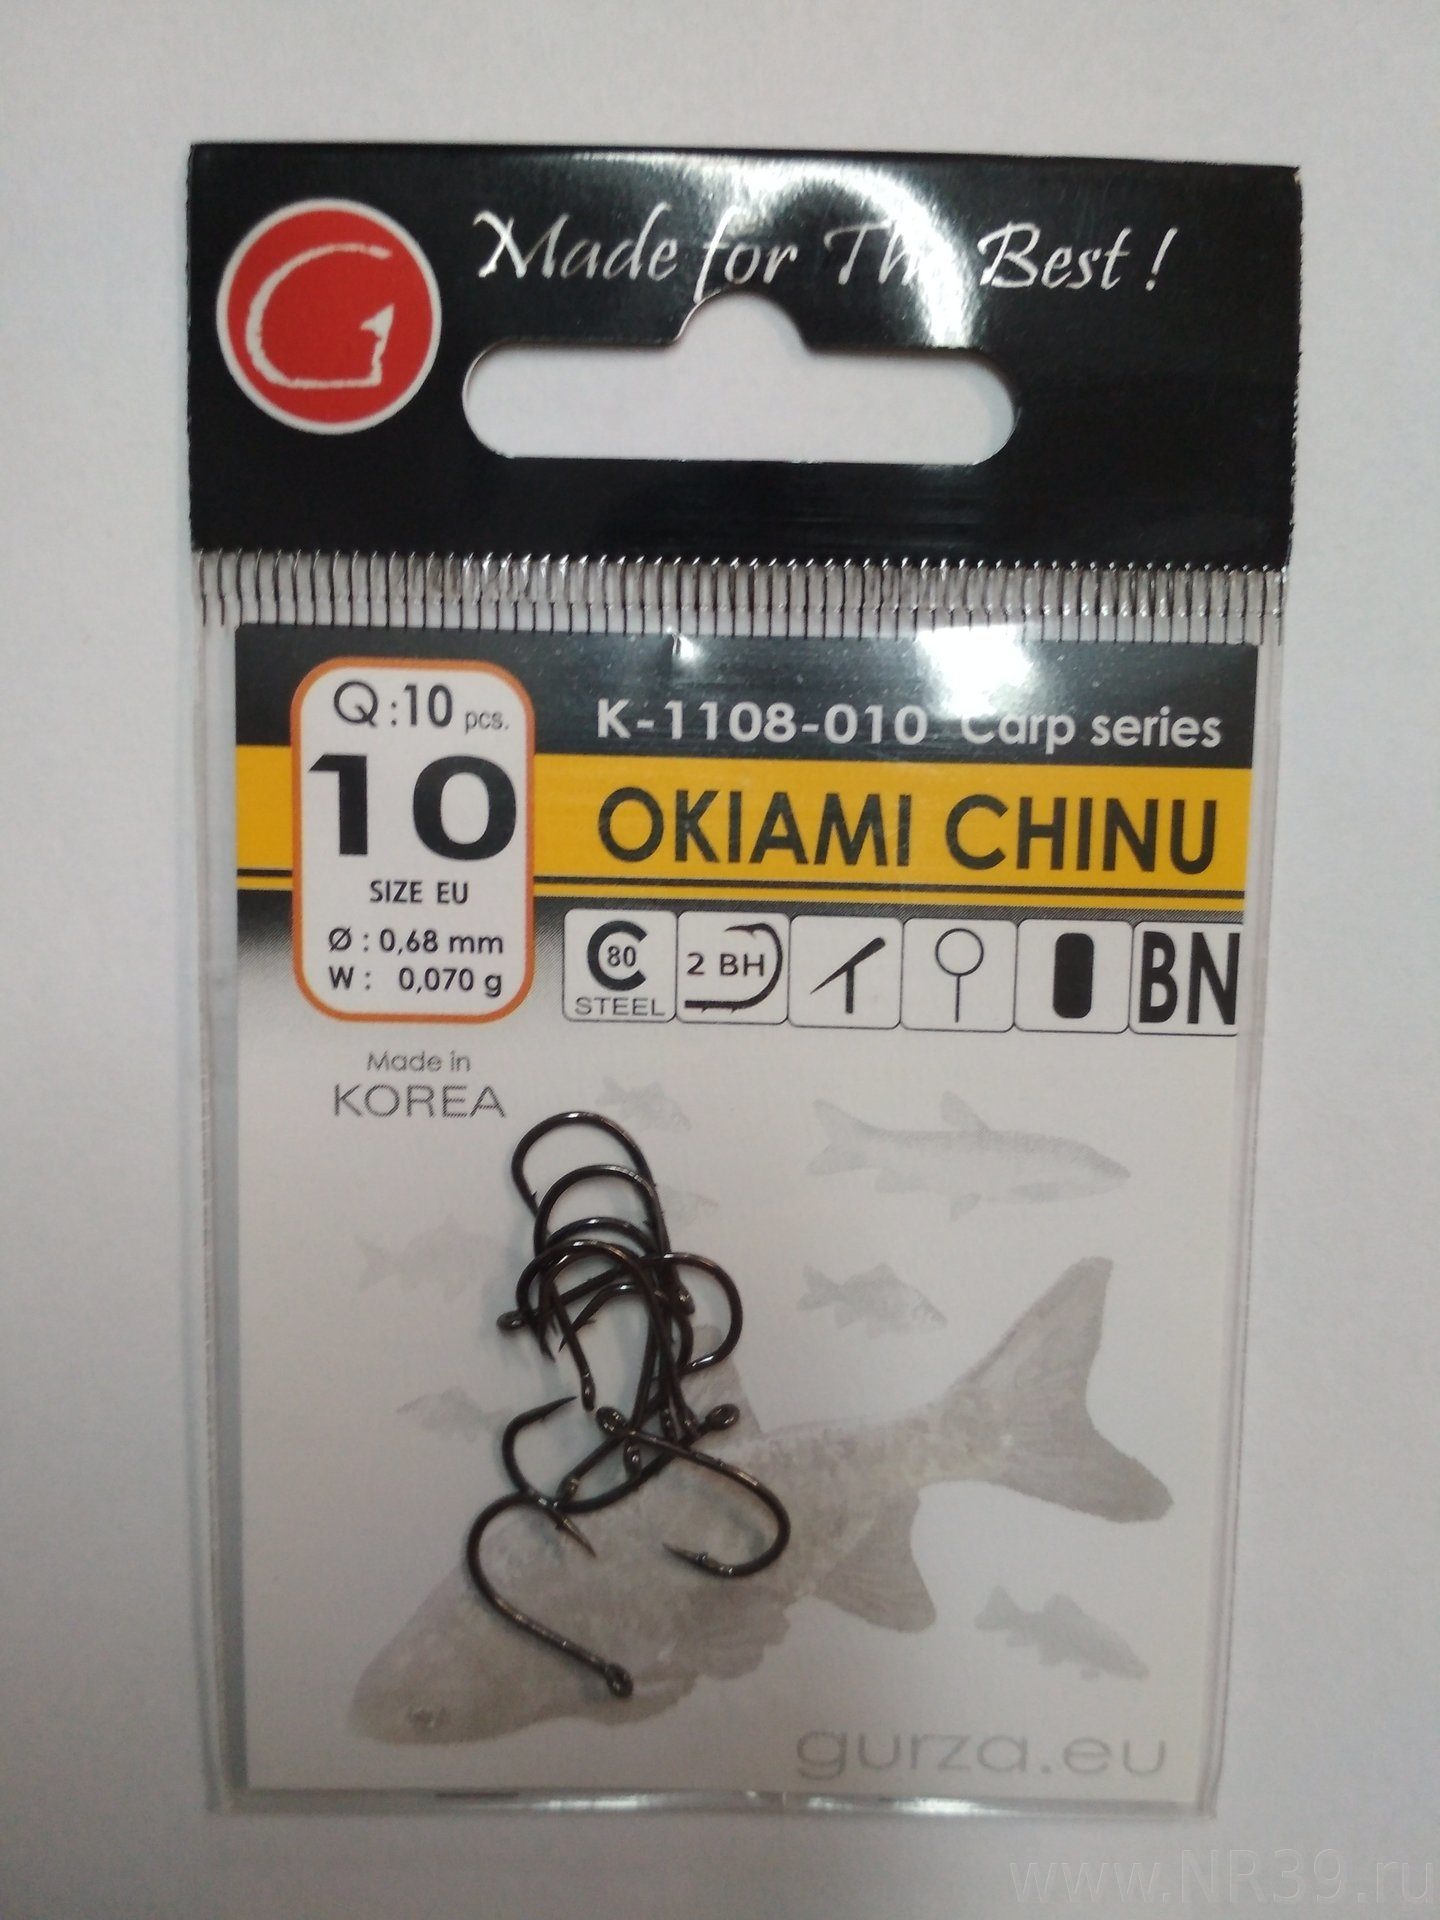 Made for The Best !
Q:10 pcs.
10
SIZE EU
Ø : 0,68 mm
W : 0,070 g
K-1108-010 Carp series
OKIAMI CHINU
C 80 STEEL
2 BH
BN
Made in
KOREA
gurza.eu
www.NR39.ru